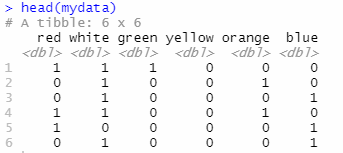 > head(mydata)
# A tibble: 6 x 6
red white green yellow orange blue
<dbl> <dbl> <dbl> <dbl> <dbl> <dbl>
1 1 1 1 0 0 0
2 0 1 0 0 1 0
3 0 1 0 0 0 1
4 1 1 0 0 1 0
5 1 0 0 0 0 1
6 0 1 0 0 0 1